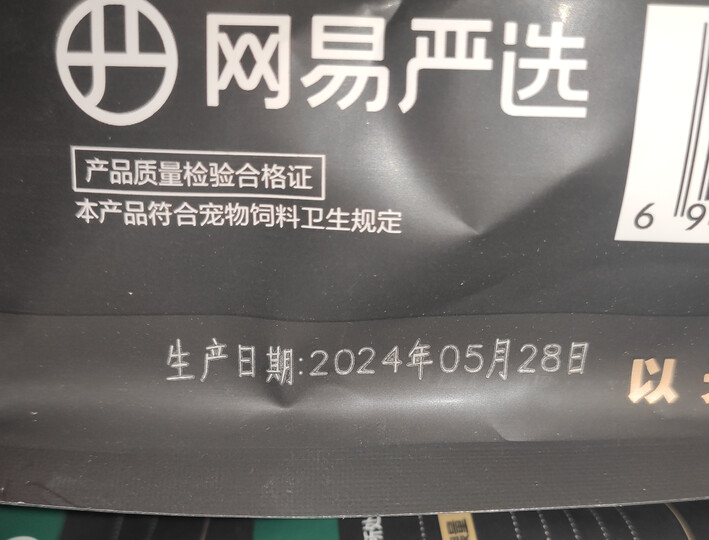 网易严选
产品质量检验合格证
本产品符合宠物饲料卫生规定
6 9
生产日期:2024年05月28日
以